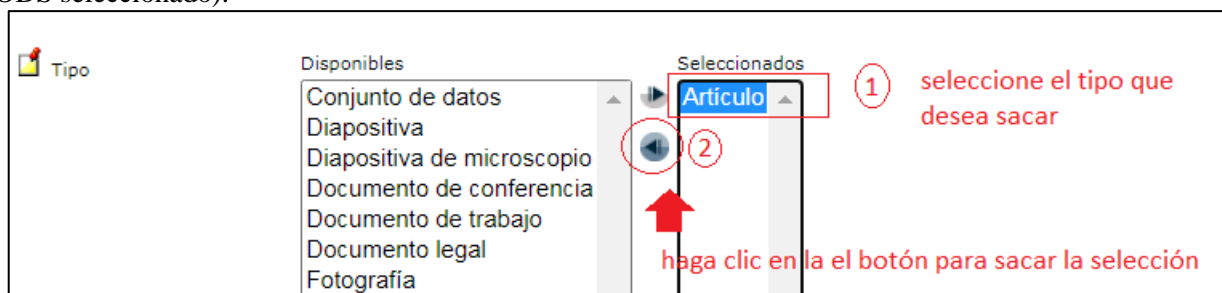 ODS seleccionado).
Tipo
Disponibles
Seleccionados
Conjunto de datos
Diapositiva
Diapositiva de microscopio
Documento de conferencia
Documento de trabajo
Documento legal
Fotografía
Artículo
1
seleccione el tipo que
desea sacar
2
haga clic en la el botón para sacar la selección